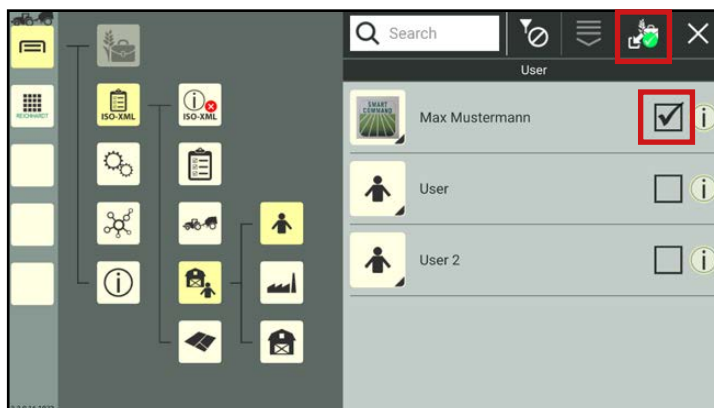 Search
User
REICHHARDT
ISO-XML
ISO-XML
SMART
COMMAND
Max Mustermann
User
User 2